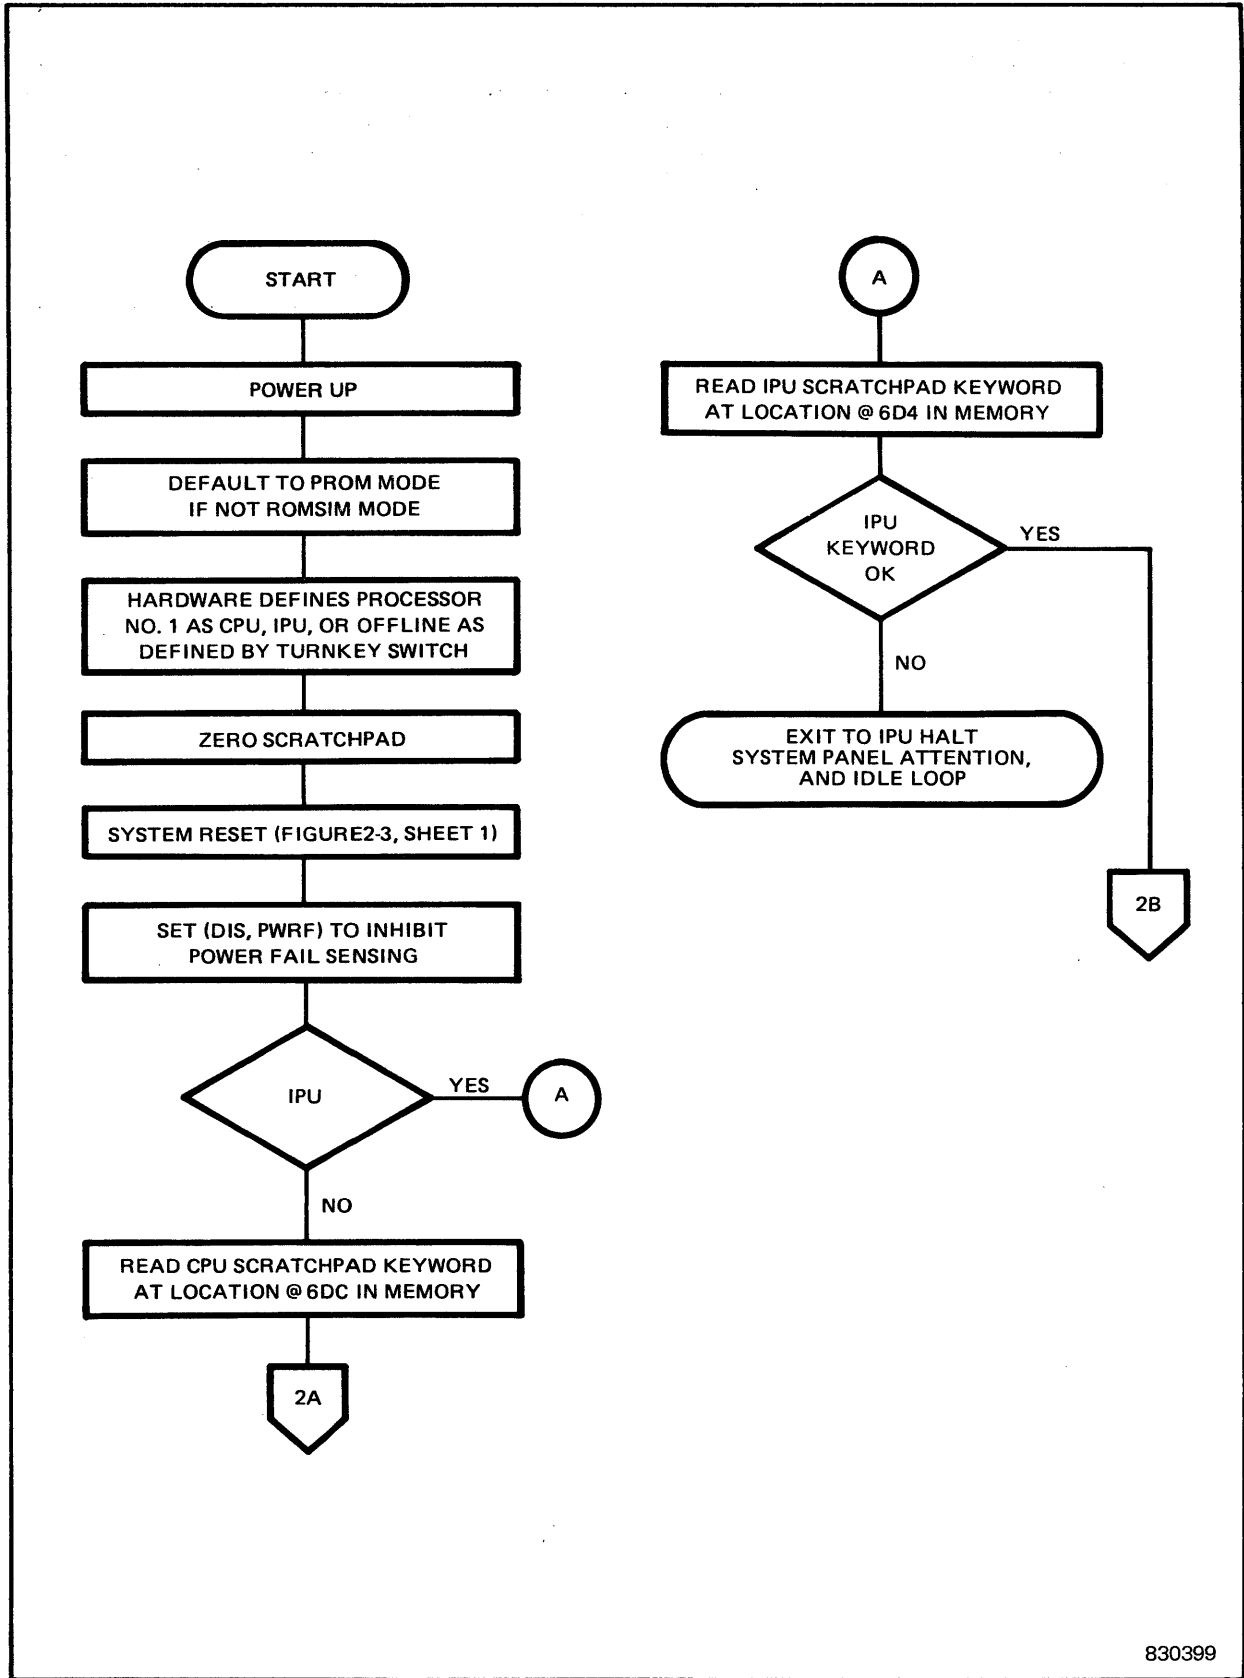 START
POWER UP
DEFAULT TO PROM MODE
IF NOT ROMSIM MODE
HARDWARE DEFINES PROCESSOR
NO. 1 AS CPU, IPU, OR OFFLINE AS
DEFINED BY TURNKEY SWITCH
ZERO SCRATCHPAD
SYSTEM RESET (FIGURE2-3, SHEET 1)
SET (DIS, PWRF) TO INHIBIT
POWER FAIL SENSING
IPU
YES
A
NO
READ CPU SCRATCHPAD KEYWORD
AT LOCATION @ 6DC IN MEMORY
2A
A
READ IPU SCRATCHPAD KEYWORD
AT LOCATION @ 6D4 IN MEMORY
IPU
KEYWORD
OK
YES
NO
EXIT TO IPU HALT
SYSTEM PANEL ATTENTION,
AND IDLE LOOP
2B
830399